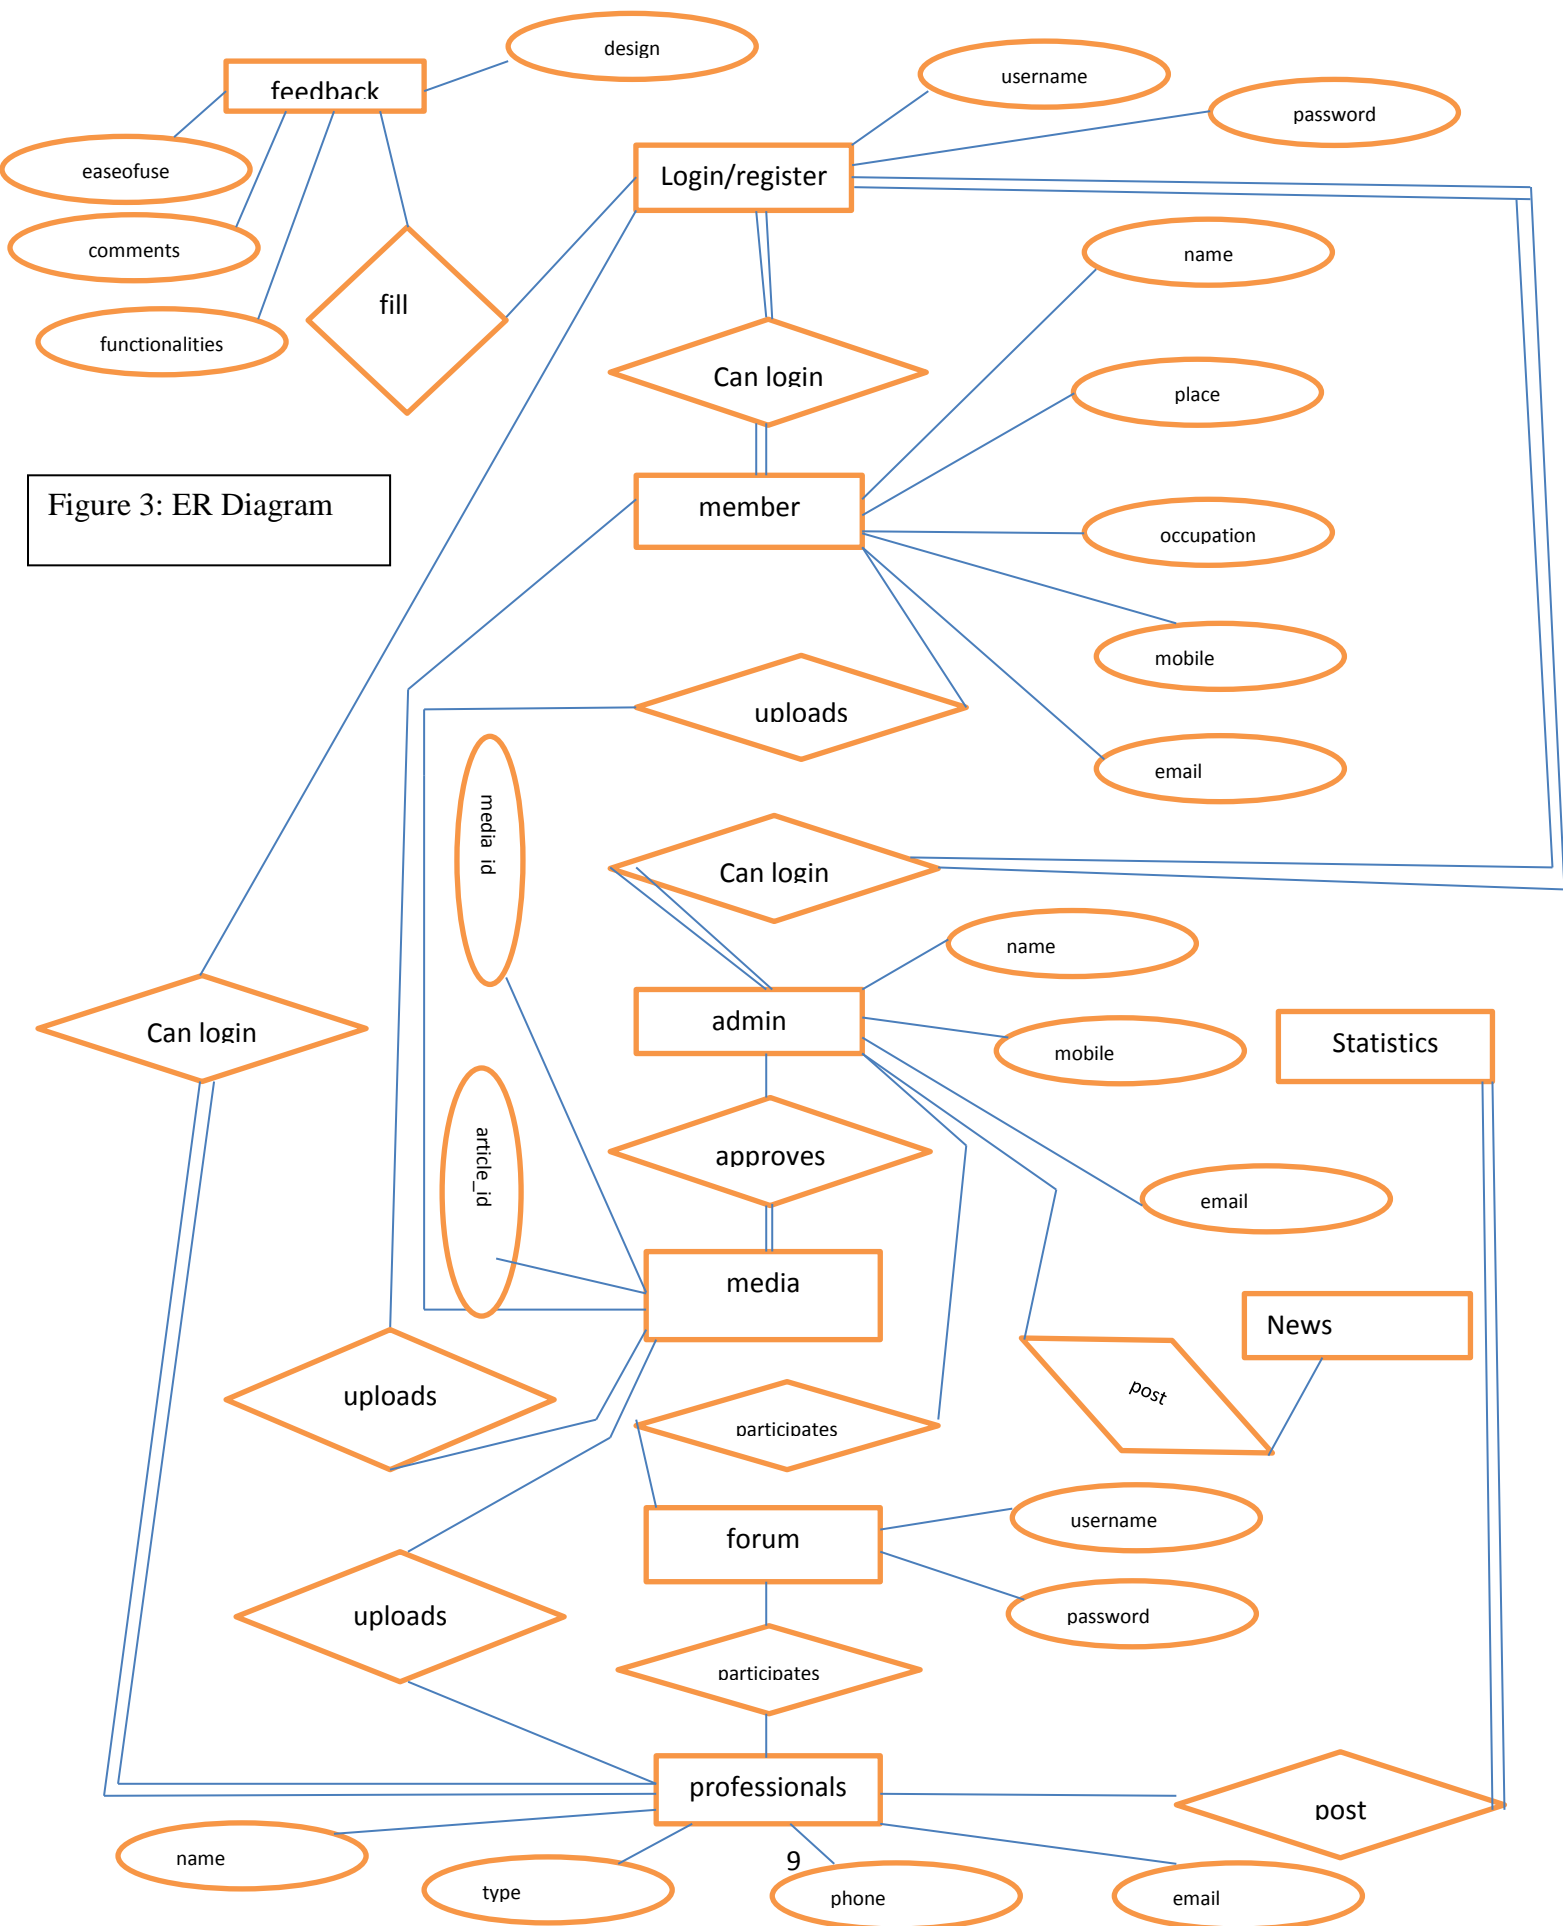 design
feedback
username
password
easeofuse
Login/register
comments
name
fill
functionalities
Can login
place
Figure 3: ER Diagram
member
occupation
mobile
uploads
email
media_id
Can login
name
admin
Can login
Statistics
mobile
article_id
approves
email
media
News
post
uploads
participates
username
forum
password
uploads
participates
professionals
post
name
9
type
phone
email